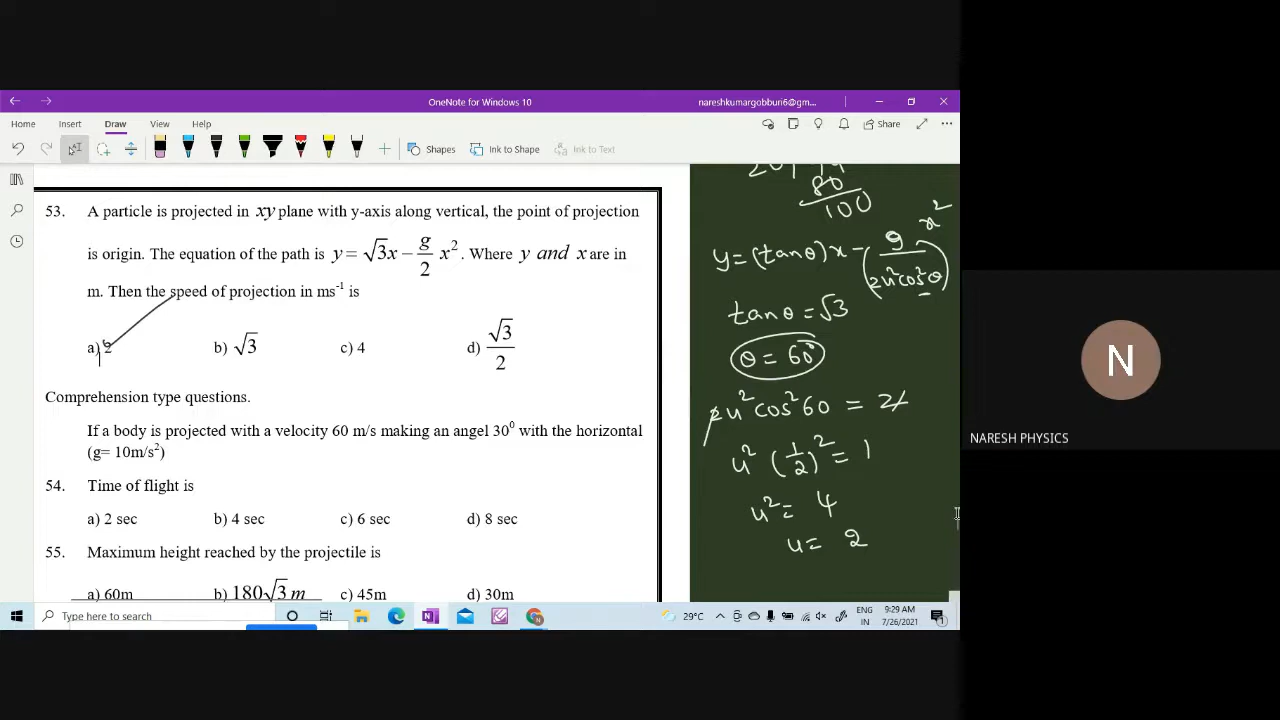 OneNote for Windows 10
nareshkumargobburi6@gm...
Home Insert Draw View Help
Share
Shapes Ink to Shape Ink to Text
53. A particle is projected in xy plane with y-axis along vertical, the point of projection
is origin. The equation of the path is y = √3x − g/2 x². Where y and x are in
m. Then the speed of projection in ms⁻¹ is
a) 2 b) √3 c) 4 d) √3/2
Comprehension type questions.
If a body is projected with a velocity 60 m/s making an angel 30⁰ with the horizontal
(g= 10m/s²)
54. Time of flight is
a) 2 sec b) 4 sec c) 6 sec d) 8 sec
55. Maximum height reached by the projectile is
a) 60m b) 180√3 m c) 45m d) 30m
80
100
y = (tanθ) x − (g / 2u²cos²θ) x²
tanθ = √3
θ = 60°
2u² cos² 60 = 2
u² (1/2)² = 1
u² = 4
u = 2
N
NARESH PHYSICS
Type here to search
29°C
ENG
IN
9:29 AM
7/26/2021
1